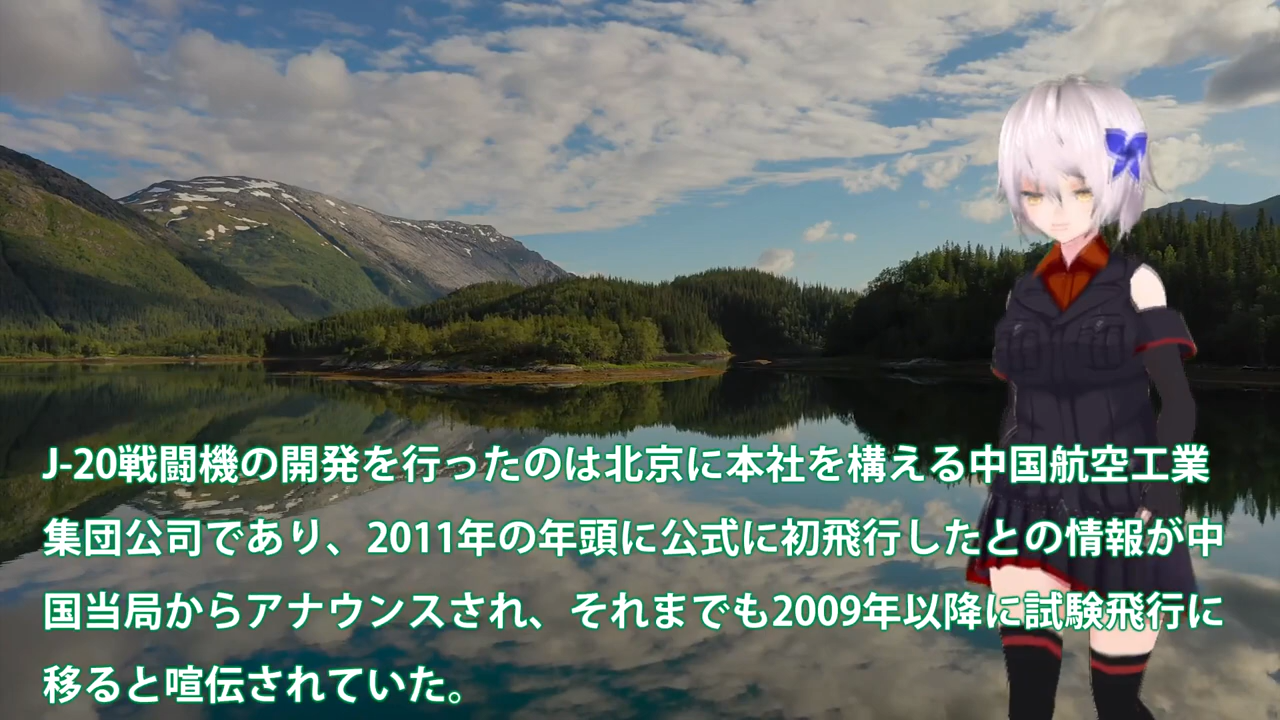 J-20戦闘機の開発を行ったのは北京に本社を構える中国航空工業
集団公司であり、2011年の年頭に公式に初飛行したとの情報が中
国当局からアナウンスされ、それまでも2009年以降に試験飛行に
移ると喧伝されていた。